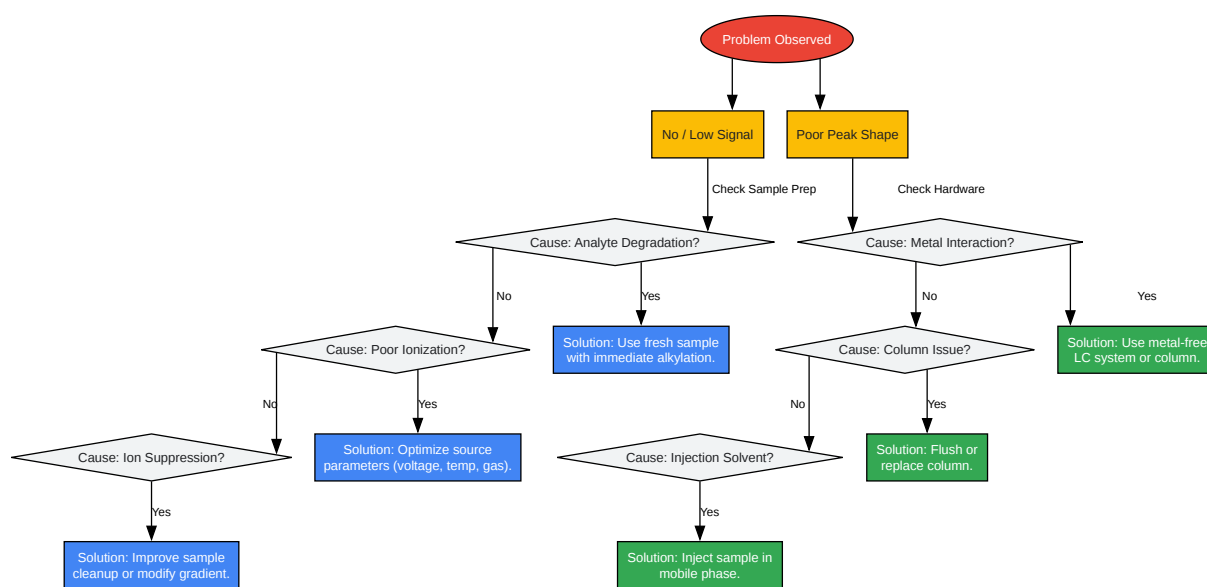 Problem Observed
No / Low Signal
Poor Peak Shape
Check Sample Prep
Check Hardware
Cause: Analyte Degradation?
Cause: Metal Interaction?
No
Yes
No
Yes
Cause: Poor Ionization?
Solution: Use fresh sample
with immediate alkylation.
Cause: Column Issue?
Solution: Use metal-free
LC system or column.
No
Yes
No
Yes
Cause: Ion Suppression?
Solution: Optimize source
parameters (voltage, temp, gas).
Cause: Injection Solvent?
Solution: Flush or
replace column.
Yes
Yes
Solution: Improve sample
cleanup or modify gradient.
Solution: Inject sample in
mobile phase.